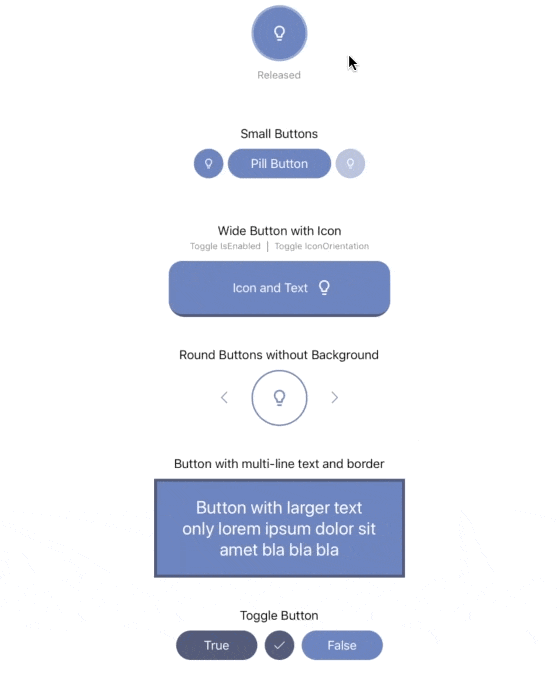 Released
Small Buttons
Pill Button
Wide Button with Icon
Toggle IsEnabled | Toggle IconOrientation
Icon and Text
Round Buttons without Background
Button with multi-line text and border
Button with larger text
only lorem ipsum dolor sit
amet bla bla bla
Toggle Button
True False